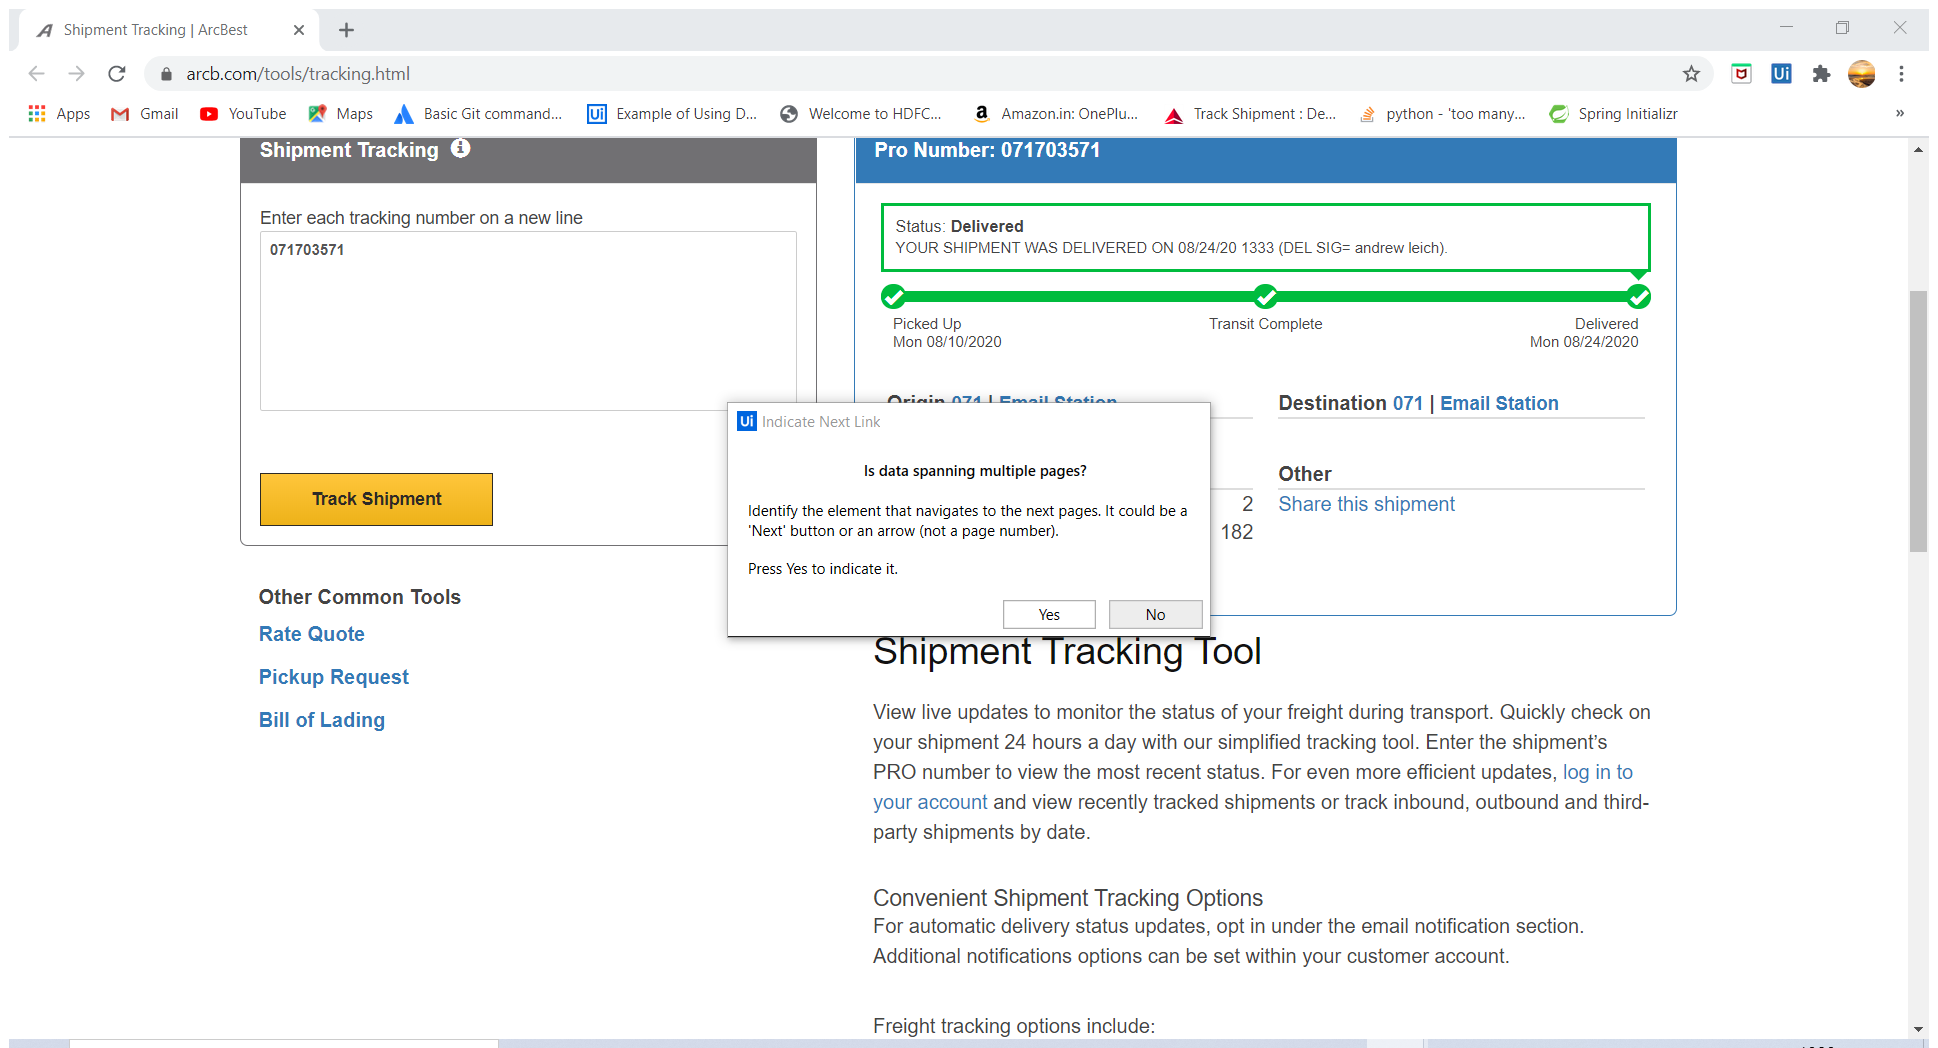 Shipment Tracking | ArcBest
arcb.com/tools/tracking.html
Apps Gmail YouTube Maps Basic Git command... Ui Example of Using D... Welcome to HDFC... a Amazon.in: OnePlu... Track Shipment : De... python - 'too many... Spring Initializr »
Shipment Tracking
Enter each tracking number on a new line
071703571
Track Shipment
Other Common Tools
Rate Quote
Pickup Request
Bill of Lading
Pro Number: 071703571
Status: Delivered
YOUR SHIPMENT WAS DELIVERED ON 08/24/20 1333 (DEL SIG= andrew leich).
Picked Up
Mon 08/10/2020
Transit Complete
Delivered
Mon 08/24/2020
Origin 071 | Email Station
Destination 071 | Email Station
Other
Share this shipment
2
182
Ui Indicate Next Link
Is data spanning multiple pages?
Identify the element that navigates to the next pages. It could be a
'Next' button or an arrow (not a page number).
Press Yes to indicate it.
Yes No
Shipment Tracking Tool
View live updates to monitor the status of your freight during transport. Quickly check on
your shipment 24 hours a day with our simplified tracking tool. Enter the shipment's
PRO number to view the most recent status. For even more efficient updates, log in to
your account and view recently tracked shipments or track inbound, outbound and third-
party shipments by date.
Convenient Shipment Tracking Options
For automatic delivery status updates, opt in under the email notification section.
Additional notifications options can be set within your customer account.
Freight tracking options include: